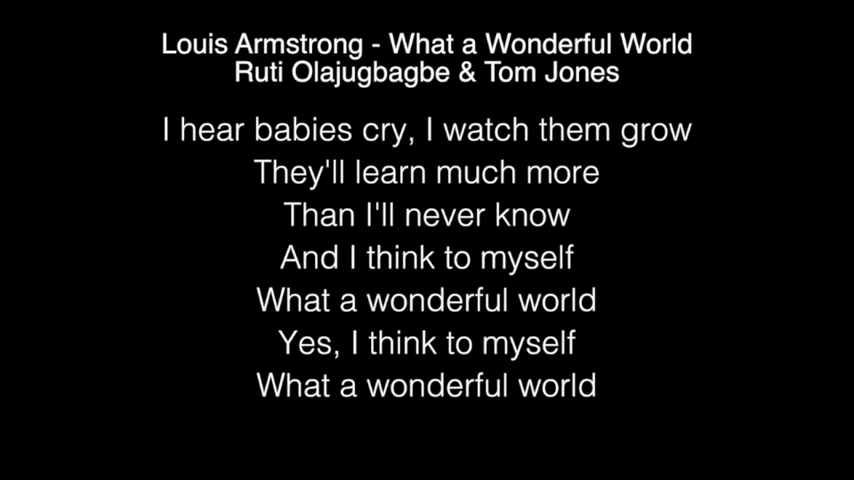 Louis Armstrong - What a Wonderful World
Ruti Olajugbagbe & Tom Jones
I hear babies cry, I watch them grow
They'll learn much more
Than I'll never know
And I think to myself
What a wonderful world
Yes, I think to myself
What a wonderful world